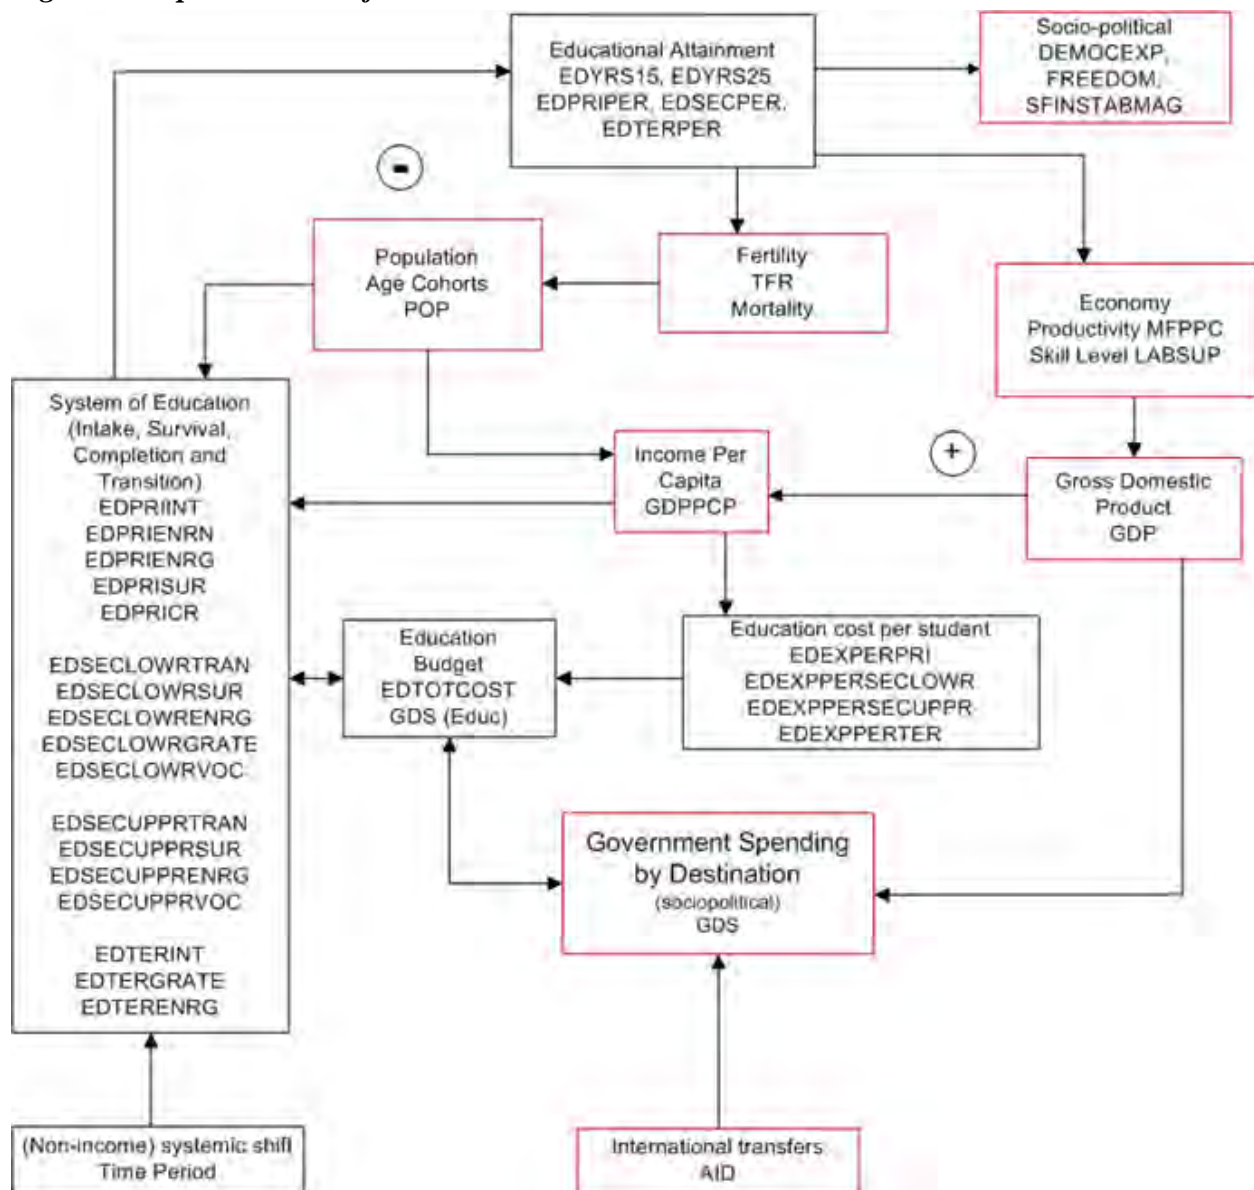 Educational Attainment
EDYRS15, EDYRS25
EDPRIPER, EDSECPER,
EDTERPER
Socio-political
DEMOCEXP,
FREEDOM,
SFINSTABMAG
-
Population
Age Cohorts
POP
Fertility
TFR
Mortality
Economy
Productivity MFPPC
Skill Level LABSUP
System of Education
(Intake, Survival,
Completion and
Transition)
EDPRIINT
EDPRIENRN
EDPRIENRG
EDPRISUR
EDPRICR
EDSECLOWRTRAN
EDSECLOWRSUR
EDSECLOWRENRG
EDSECLOWRGRATE
EDSECLOWRVOC
EDSECUPPRTRAN
EDSECUPPRSUR
EDSECUPPRENRG
EDSECUPPRVOC
EDTERINT
EDTERGRATE
EDTERENRG
Income Per
Capita
GDPPCP
+
Gross Domestic
Product
GDP
Education
Budget
EDTOTCOST
GDS (Educ)
Education cost per student
EDEXPERPRI
EDEXPPERSECLOWR
EDEXPPERSECUPPR
EDEXPPERTER
Government Spending
by Destination
(sociopolitical)
GDS
(Non-income) systemic shift
Time Period
International transfers
AID